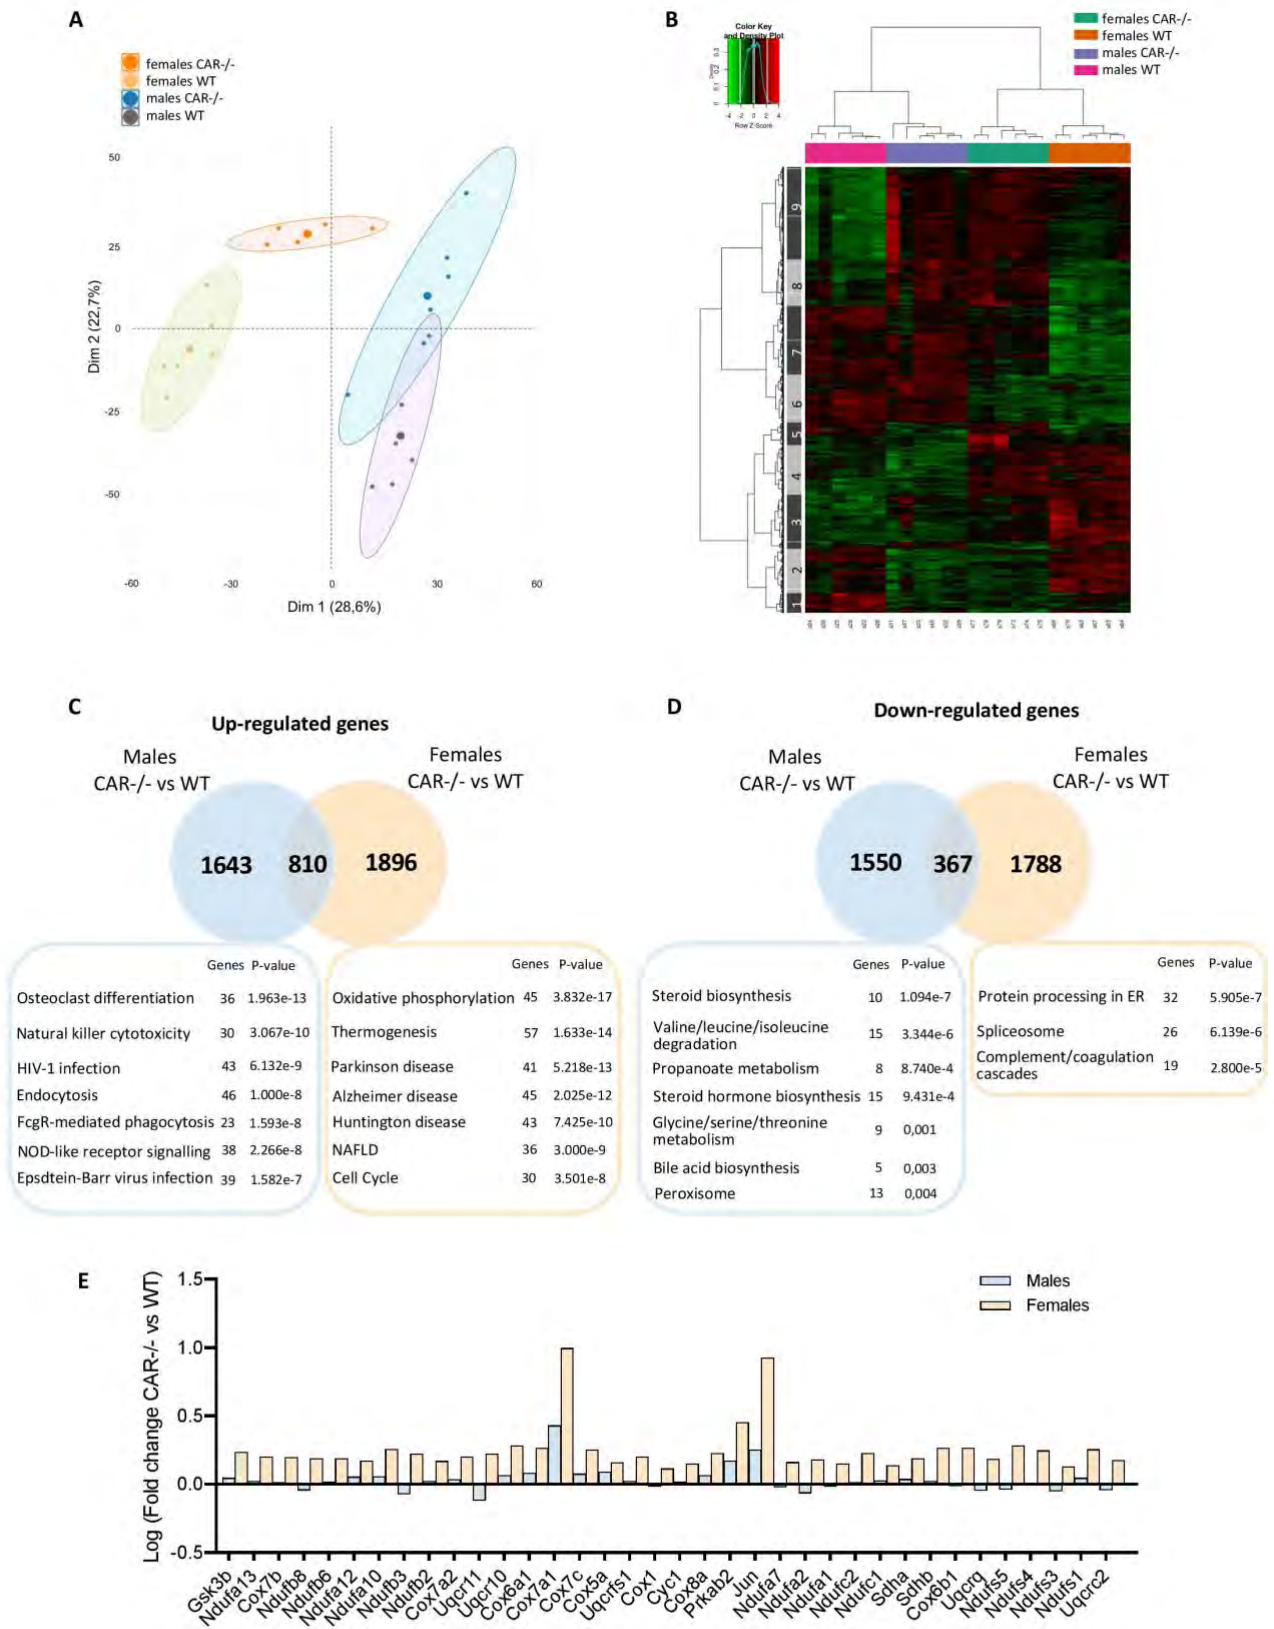 A
females CAR-/-
females WT
males CAR-/-
males WT
50
25
0
-25
-50
Dim 2 (22,7%)
-60 -30 0 30 60
Dim 1 (28,6%)
B
Color Key
and Density Plot
-4 -2 0 2 4
Row Z-Score
females CAR-/-
females WT
males CAR-/-
males WT
9
8
7
6
5
4
3
2
1
C
Up-regulated genes
Males
CAR-/- vs WT
Females
CAR-/- vs WT
1643 810 1896
Genes P-value
Osteoclast differentiation 36 1.963e-13
Natural killer cytotoxicity 30 3.067e-10
HIV-1 infection 43 6.132e-9
Endocytosis 46 1.000e-8
FcgR-mediated phagocytosis 23 1.593e-8
NOD-like receptor signalling 38 2.266e-8
Epsdtein-Barr virus infection 39 1.582e-7
Genes P-value
Oxidative phosphorylation 45 3.832e-17
Thermogenesis 57 1.633e-14
Parkinson disease 41 5.218e-13
Alzheimer disease 45 2.025e-12
Huntington disease 43 7.425e-10
NAFLD 36 3.000e-9
Cell Cycle 30 3.501e-8
D
Down-regulated genes
Males
CAR-/- vs WT
Females
CAR-/- vs WT
1550 367 1788
Genes P-value
Steroid biosynthesis 10 1.094e-7
Valine/leucine/isoleucine
degradation 15 3.344e-6
Propanoate metabolism 8 8.740e-4
Steroid hormone biosynthesis 15 9.431e-4
Glycine/serine/threonine
metabolism 9 0,001
Bile acid biosynthesis 5 0,003
Peroxisome 13 0,004
Genes P-value
Protein processing in ER 32 5.905e-7
Spliceosome 26 6.139e-6
Complement/coagulation
cascades 19 2.800e-5
E
Log (Fold change CAR-/- vs WT)
1.5
1.0
0.5
0.0
-0.5
Males
Females
Gsk3b
Ndufa13
Cox7b
Ndufb8
Ndufb6
Ndufa12
Ndufa10
Ndufb3
Ndufb2
Cox7a2
Uqcr11
Uqcr10
Cox6a1
Cox7a1
Cox7c
Cox5a
Uqcrfs1
Cox1
Cyc1
Cox8a
Prkab2
Jun
Ndufa7
Ndufa2
Ndufa1
Ndufc2
Ndufc1
Sdha
Sdhb
Cox6b1
Uqcrq
Ndufs5
Ndufs4
Ndufs3
Ndufs1
Uqcrc2